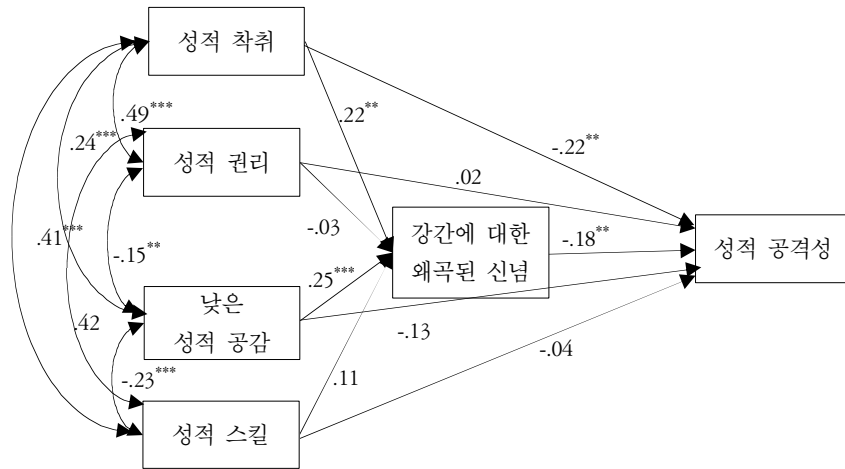 성적 착취
.49***
.22**
-.22**
.24***
성적 권리
.02
-.03
강간에 대한
왜곡된 신념
-.18**
성적 공격성
.41***
-.15**
.25***
낮은
성적 공감
-.13
.42
-.04
-.23***
.11
성적 스킬